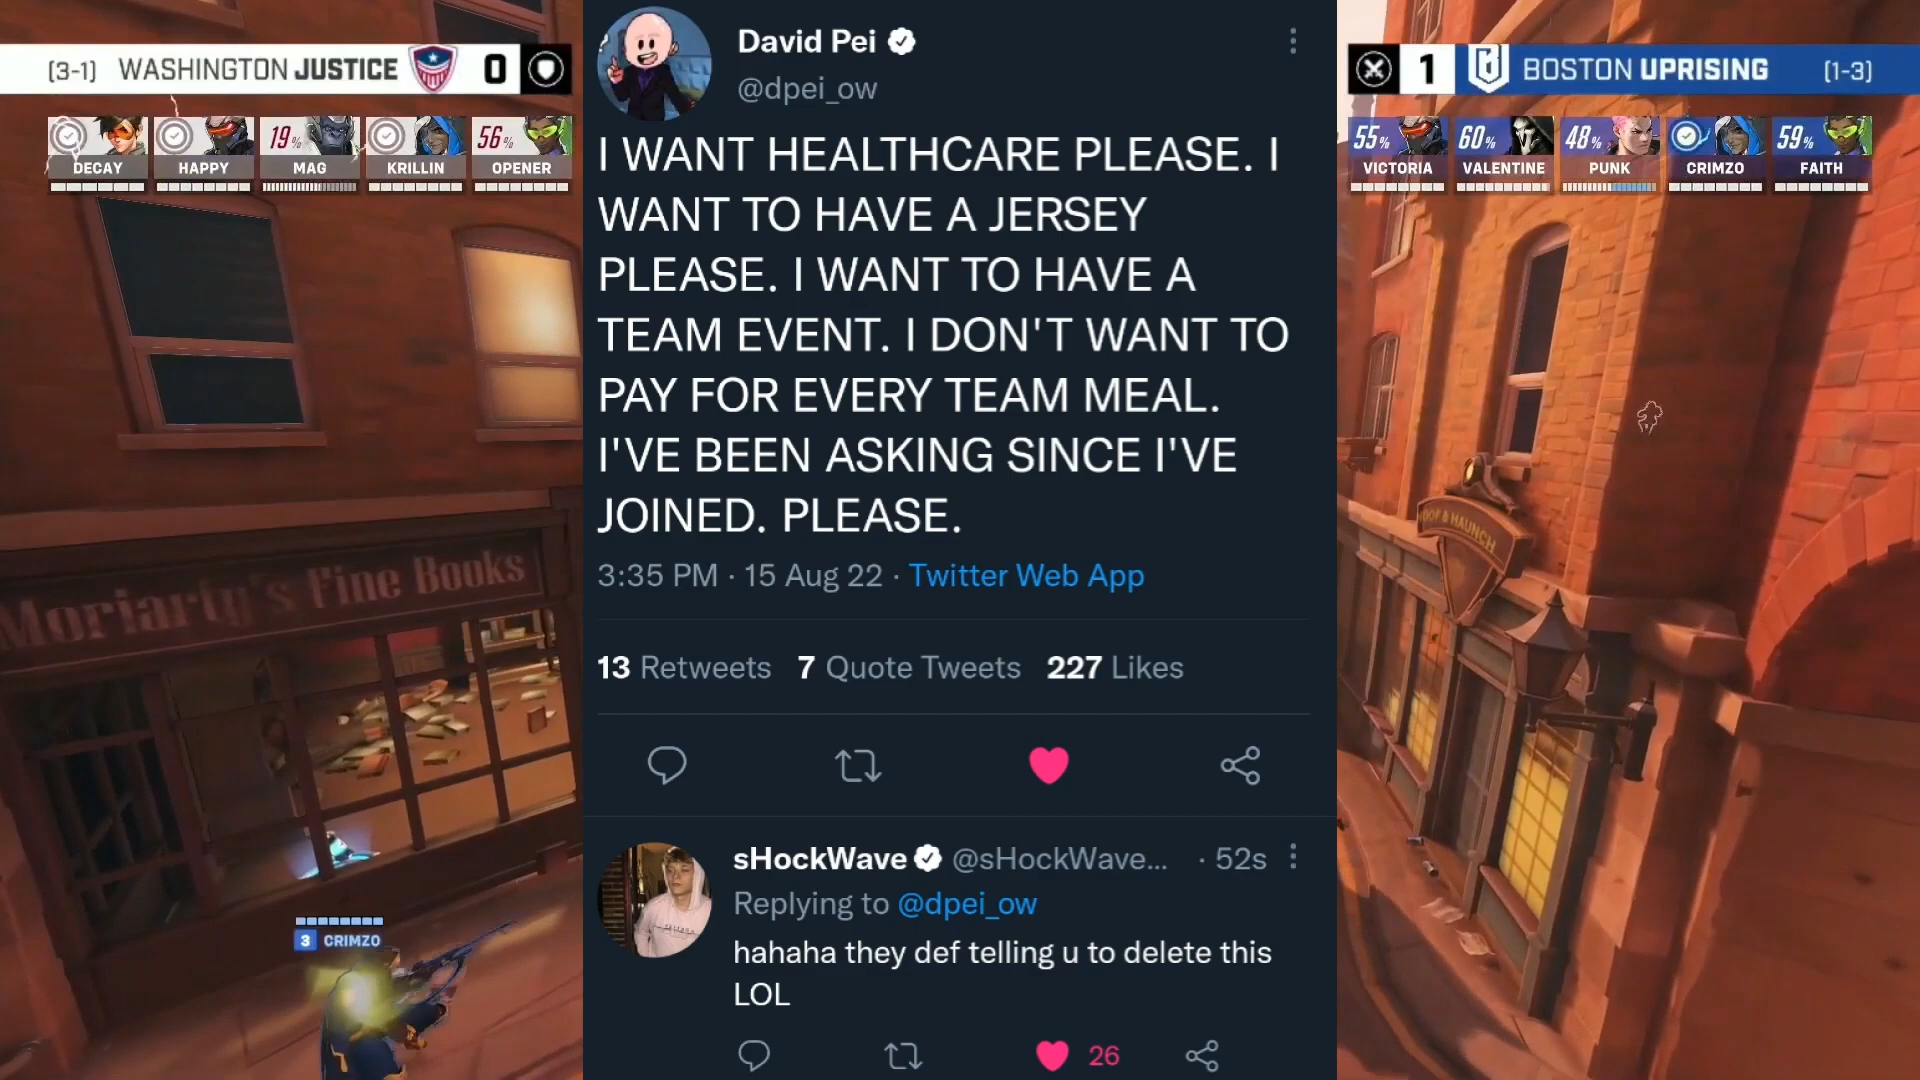 [3-1] WASHINGTON JUSTICE 0
DECAY HAPPY 19% MAG KRILLIN 56% OPENER
Moriarty's Fine Books
3 CRIMZO
David Pei
@dpei_ow
I WANT HEALTHCARE PLEASE. I
WANT TO HAVE A JERSEY
PLEASE. I WANT TO HAVE A
TEAM EVENT. I DON'T WANT TO
PAY FOR EVERY TEAM MEAL.
I'VE BEEN ASKING SINCE I'VE
JOINED. PLEASE.
3:35 PM · 15 Aug 22 · Twitter Web App
13 Retweets 7 Quote Tweets 227 Likes
sHockWave @sHockWave... · 52s
Replying to @dpei_ow
hahaha they def telling u to delete this
LOL
26
1 BOSTON UPRISING [1-3]
55% VICTORIA 60% VALENTINE 48% PUNK CRIMZO 59% FAITH
& HAUNCH